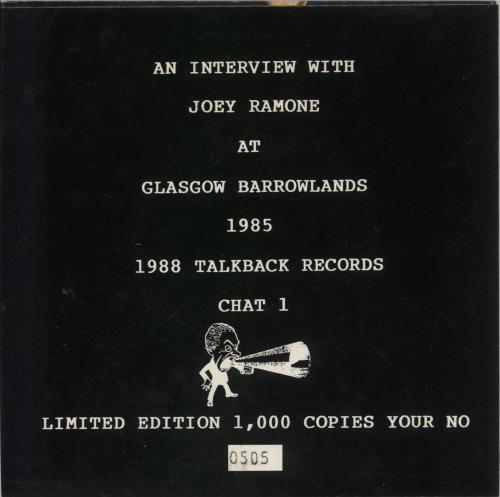 AN INTERVIEW WITH
JOEY RAMONE
AT
GLASGOW BARROWLANDS
1985
1988 TALKBACK RECORDS
CHAT 1
LIMITED EDITION 1,000 COPIES YOUR NO
0505